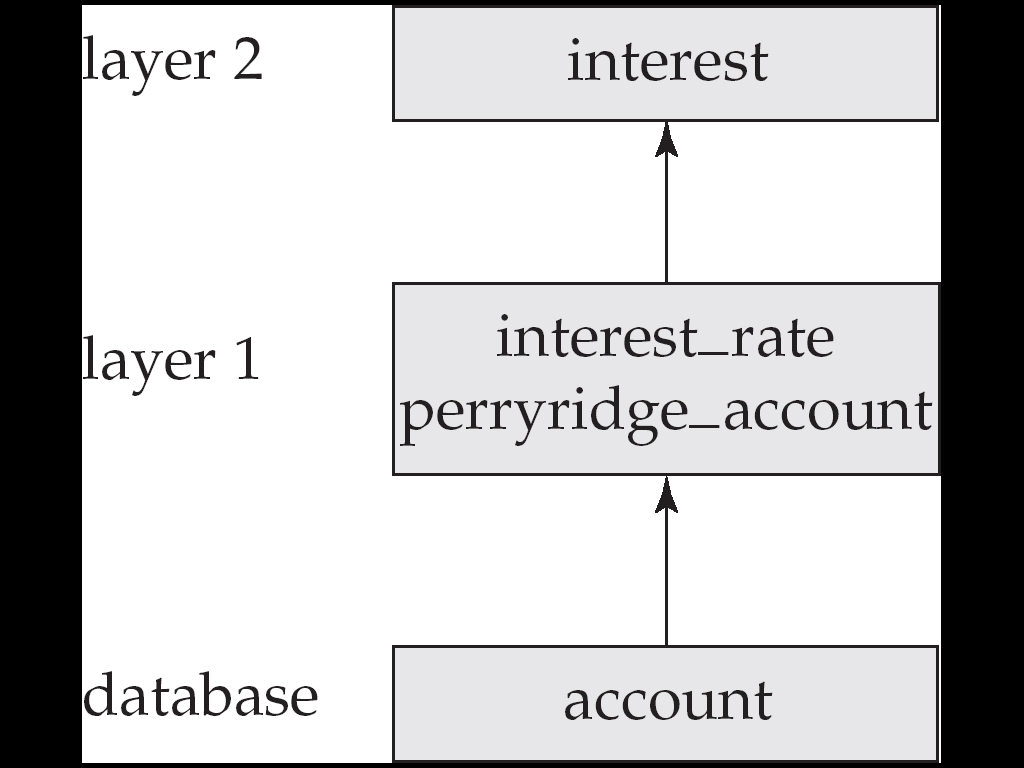 layer 2
interest
layer 1
interest_rate
perryridge_account
database
account